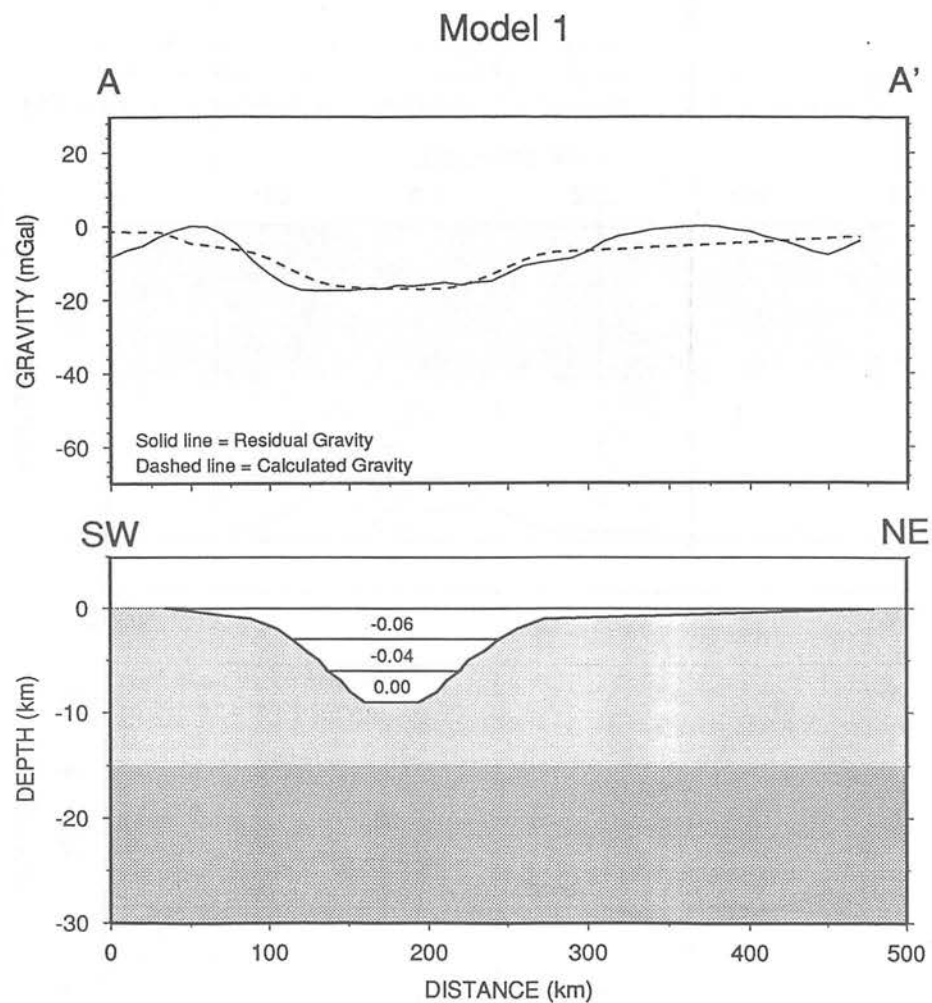 Model 1
A A'
20
0
-20
-40
-60
GRAVITY (mGal)
Solid line = Residual Gravity
Dashed line = Calculated Gravity
SW NE
0
-10
-20
-30
DEPTH (km)
-0.06
-0.04
0.00
0 100 200 300 400 500
DISTANCE (km)